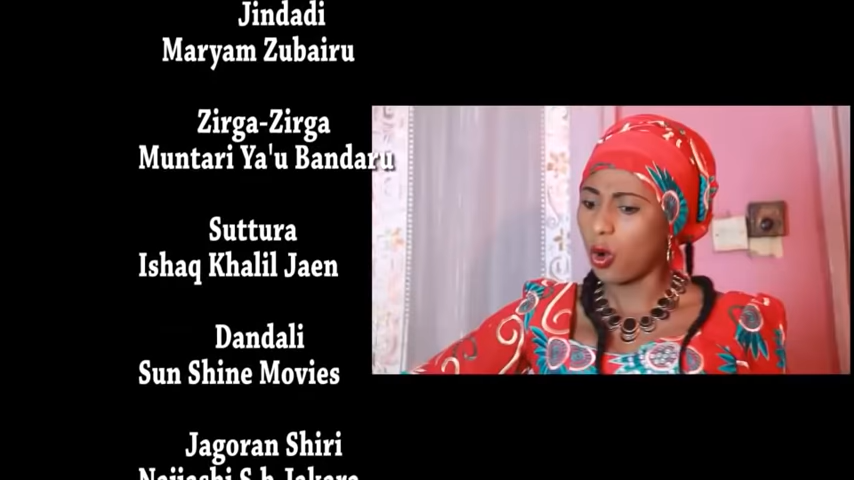 Jindadi
Maryam Zubairu
Zirga-Zirga
Muntari Ya'u Bandaru
Suttura
Ishaq Khalil Jaen
Dandali
Sun Shine Movies
Jagoran Shiri